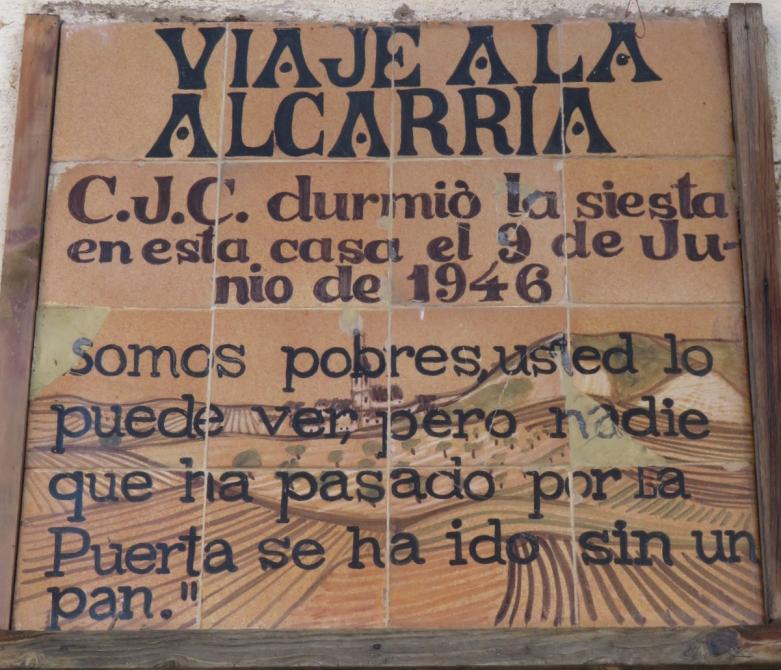 VIAJE A LA
ALCARRIA
C.J.C. durmiò la siesta
en esta casa el 9 de Ju-
nio de 1946
Somos pobres, usted lo
puede ver, pero nadie
que ha pasado por La
Puerta se ha ido sin un
pan."